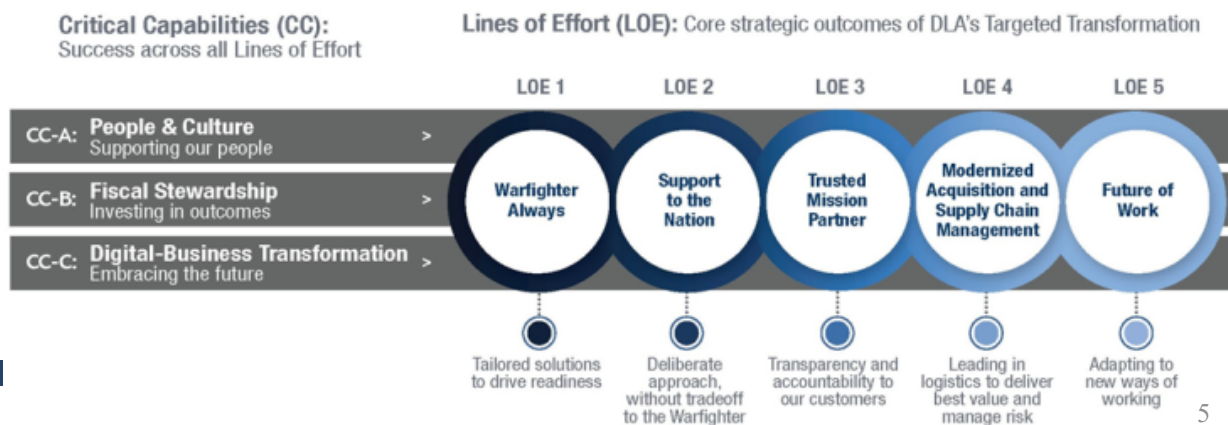 Critical Capabilities (CC):
Success across all Lines of Effort
Lines of Effort (LOE): Core strategic outcomes of DLA's Targeted Transformation
LOE 1
LOE 2
LOE 3
LOE 4
LOE 5
CC-A: People & Culture >
Supporting our people
CC-B: Fiscal Stewardship >
Investing in outcomes
CC-C: Digital-Business Transformation >
Embracing the future
Warfighter
Always
Support
to the
Nation
Trusted
Mission
Partner
Modernized
Acquisition and
Supply Chain
Management
Future of
Work
Tailored solutions
to drive readiness
Deliberate
approach,
without tradeoff
to the Warfighter
Transparency and
accountability to
our customers
Leading in
logistics to deliver
best value and
manage risk
Adapting to
new ways of
working
5